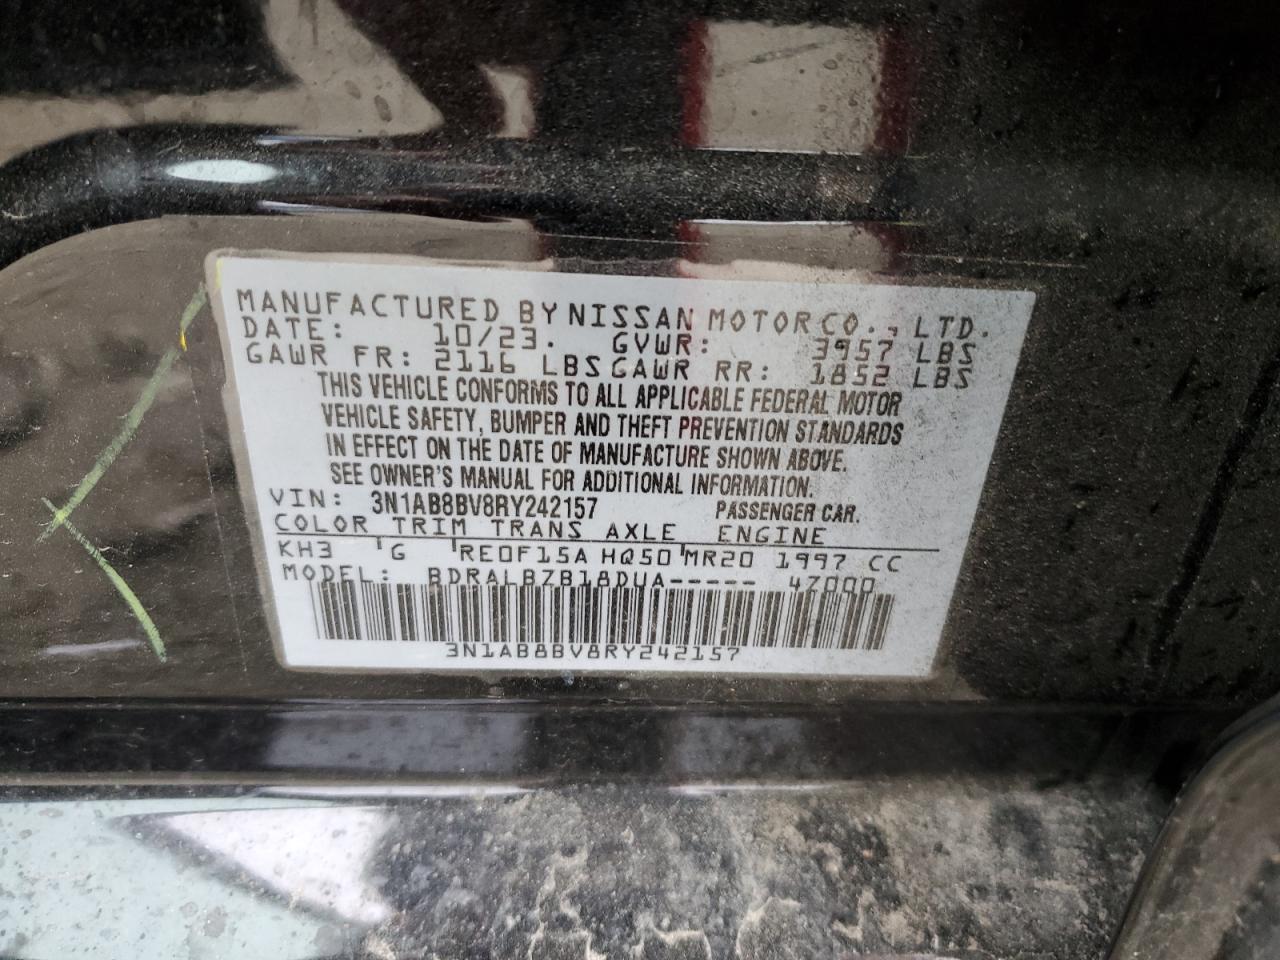 MANUFACTURED BY NISSAN MOTOR CO., LTD.
DATE: 10/23. GVWR: 3957 LBS
GAWR FR: 2116 LBS GAWR RR: 1852 LBS
THIS VEHICLE CONFORMS TO ALL APPLICABLE FEDERAL MOTOR
VEHICLE SAFETY, BUMPER AND THEFT PREVENTION STANDARDS
IN EFFECT ON THE DATE OF MANUFACTURE SHOWN ABOVE.
SEE OWNER'S MANUAL FOR ADDITIONAL INFORMATION.
VIN: 3N1AB8BV8RY242157 PASSENGER CAR.
COLOR TRIM TRANS AXLE ENGINE
KH3 G RE0F15A HQ50 MR20 1997 CC
MODEL: BDRALBZB18DUA----- 47000
3N1AB8BV8RY242157